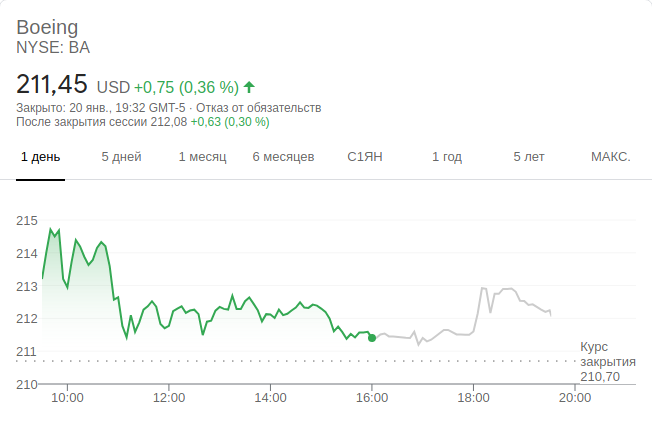 Boeing
NYSE: BA
211,45 USD +0,75 (0,36 %)
Закрыто: 20 янв., 19:32 GMT-5 · Отказ от обязательств
После закрытия сессии 212,08 +0,63 (0,30 %)
1 день 5 дней 1 месяц 6 месяцев С1ЯН 1 год 5 лет МАКС.
215
214
213
212
211
Курс
закрытия
210,70
210
10:00 12:00 14:00 16:00 18:00 20:00